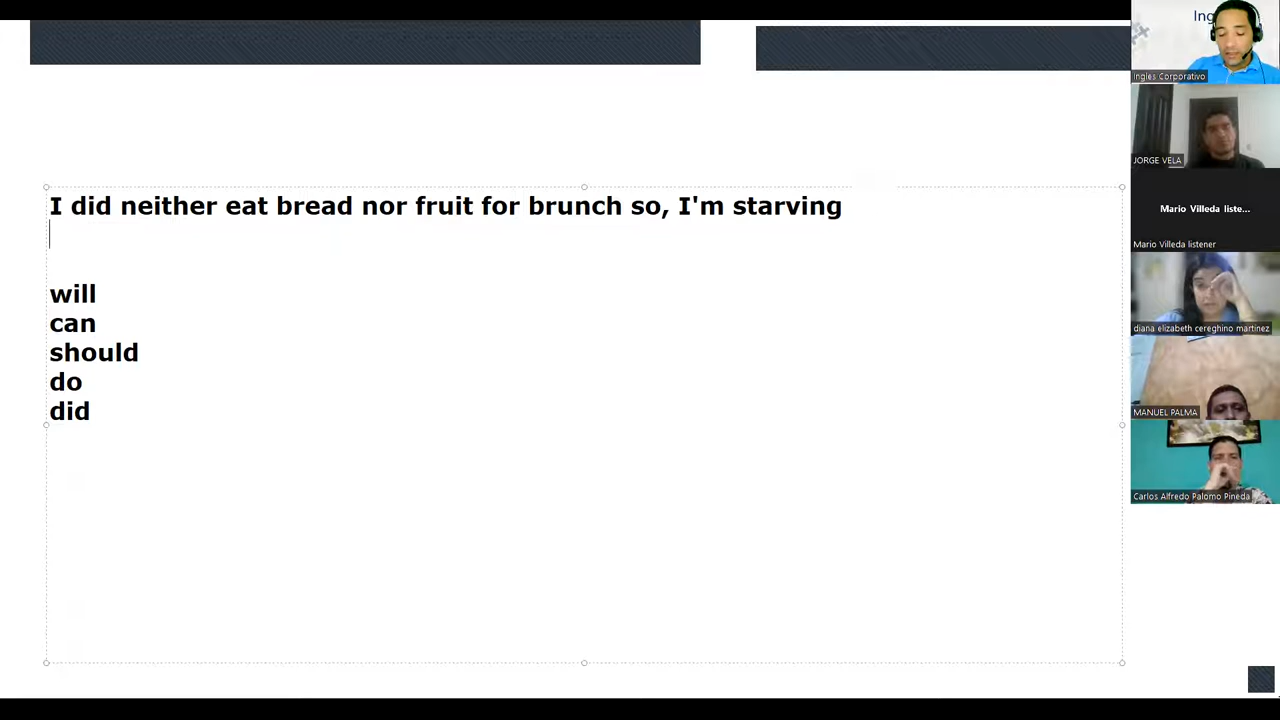 I did neither eat bread nor fruit for brunch so, I'm starving
will
can
should
do
did
Ing
Ingles Corporativo
JORGE VELA
Mario Villeda liste...
Mario Villeda listener
diana elizabeth cereghino martinez
MANUEL PALMA
Carlos Alfredo Palomo Pineda